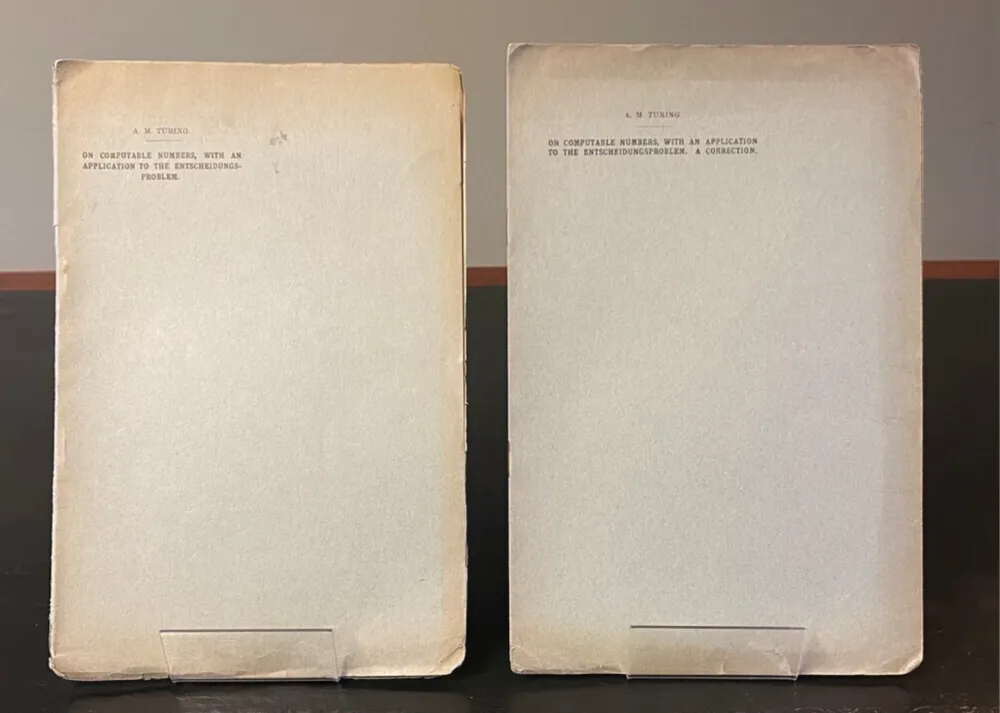 A. M. TURING.
ON COMPUTABLE NUMBERS, WITH AN
APPLICATION TO THE ENTSCHEIDUNGS-
PROBLEM.
A. M. TURING.
ON COMPUTABLE NUMBERS, WITH AN APPLICATION
TO THE ENTSCHEIDUNGSPROBLEM. A CORRECTION.